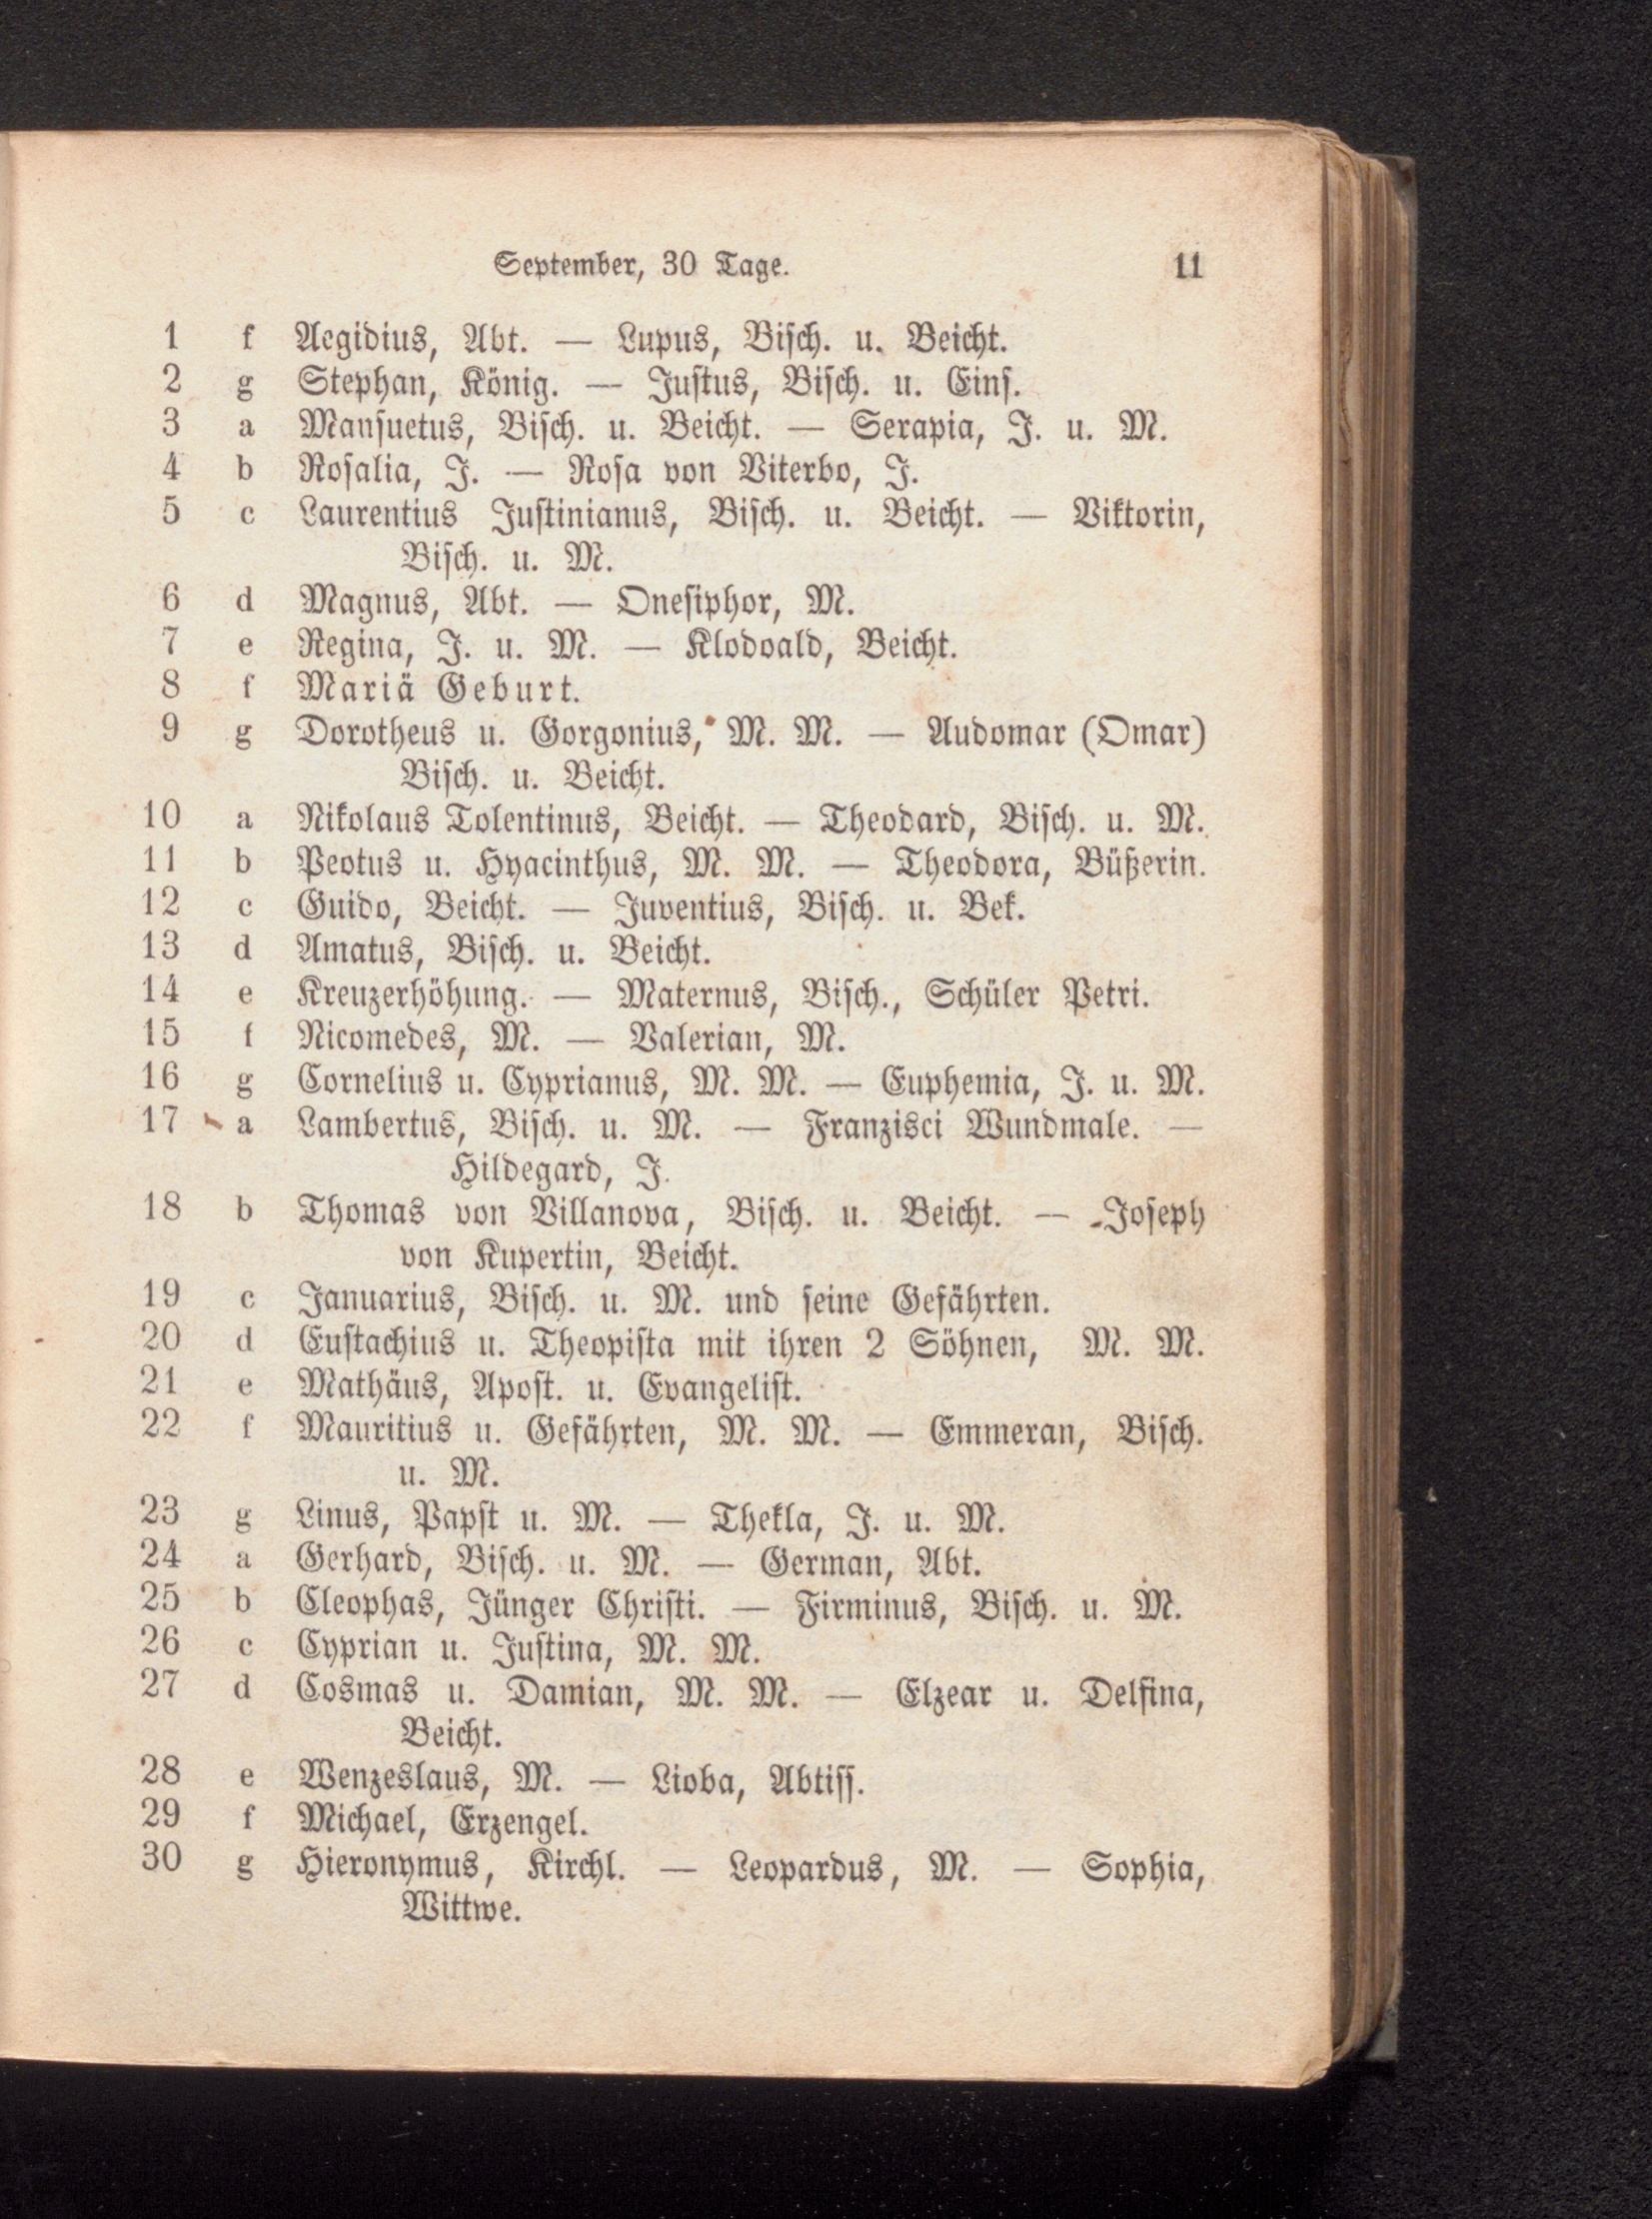 September, 30 Tage. 11
1 f Aegidius, Abt. — Lupus, Bisch. u. Beicht.
2 g Stephan, König. — Justus, Bisch. u. Eins.
3 a Mansuetus, Bisch. u. Beicht. — Serapia, J. u. M.
4 b Rosalia, J. — Rosa von Viterbo, J.
5 c Laurentius Justinianus, Bisch. u. Beicht. — Viktorin,
Bisch. u. M.
6 d Magnus, Abt. — Onesiphor, M.
7 e Regina, J. u. M. — Klodoald, Beicht.
8 f Mariä Geburt.
9 g Dorotheus u. Gorgonius, M. M. — Audomar (Omar)
Bisch. u. Beicht.
10 a Nikolaus Tolentinus, Beicht. — Theodard, Bisch. u. M.
11 b Peotus u. Hyacinthus, M. M. — Theodora, Büßerin.
12 c Guido, Beicht. — Juventius, Bisch. u. Bek.
13 d Amatus, Bisch. u. Beicht.
14 e Kreuzerhöhung. — Maternus, Bisch., Schüler Petri.
15 f Nicomedes, M. — Valerian, M.
16 g Cornelius u. Cyprianus, M. M. — Euphemia, J. u. M.
17 a Lambertus, Bisch. u. M. — Franzisci Wundmale. —
Hildegard, J.
18 b Thomas von Villanova, Bisch. u. Beicht. — Joseph
von Kupertin, Beicht.
19 c Januarius, Bisch. u. M. und seine Gefährten.
20 d Eustachius u. Theopista mit ihren 2 Söhnen, M. M.
21 e Mathäus, Apost. u. Evangelist.
22 f Mauritius u. Gefährten, M. M. — Emmeran, Bisch.
u. M.
23 g Linus, Papst u. M. — Thekla, J. u. M.
24 a Gerhard, Bisch. u. M. — German, Abt.
25 b Cleophas, Jünger Christi. — Firminus, Bisch. u. M.
26 c Cyprian u. Justina, M. M.
27 d Cosmas u. Damian, M. M. — Elzear u. Delfina,
Beicht.
28 e Wenzeslaus, M. — Lioba, Abtiss.
29 f Michael, Erzengel.
30 g Hieronymus, Kirchl. — Leopardus, M. — Sophia,
Wittwe.